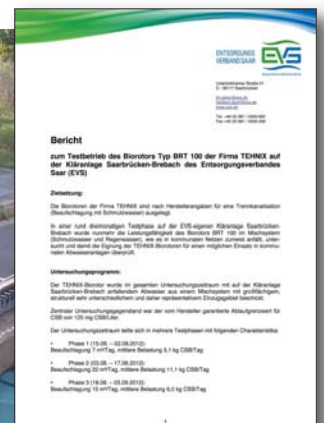 ENTSORGUNGS
VERBAND SAAR
EVS
Bericht
zum Testbetrieb des Biorotors Typ BRT 100 der Firma TEHNIX auf
der Kläranlage Saarbrücken-Brebach des Entsorgungsverbandes
Saar (EVS)
Zielsetzung:
Die Biorotoren der Firma TEHNIX sind nach Herstellerangaben für eine Trennkanalisation
(Beaufschlagung mit Schmutzwasser) ausgelegt.
In einer rund dreimonatigen Testphase auf der EVS-eigenen Kläranlage Saarbrücken-
Brebach wurde nunmehr die Leistungsfähigkeit des Biorotors BRT 100 im Mischsystem
(Schmutzwasser und Regenwasser), wie es in kommunalen Netzen zumeist anfällt, unter-
sucht und damit die Eignung der TEHNIX-Biorotoren für einen möglichen Einsatz in kommu-
nalen Abwasseranlagen überprüft.
Untersuchungsprogramm:
Der TEHNIX-Biorotor wurde im gesamten Untersuchungszeitraum mit auf der Kläranlage
Saarbrücken-Brebach anfallendem Abwasser aus einem Mischsystem mit großflächigem,
strukturell sehr unterschiedlichem und daher repräsentativem Einzugsgebiet beschickt.
Zentraler Untersuchungsgegenstand war der vom Hersteller garantierte Ablaufgrenzwert für
CSB von 125 mg CSB/Liter.
Der Untersuchungszeitraum teilte sich in mehrere Testphasen mit folgenden Charakteristika:
• Phase 1 (15.06. – 02.08.2012):
Beaufschlagung 7 m³/Tag, mittlere Belastung 3,1 kg CSB/Tag
• Phase 2 (03.08. – 17.08.2012):
Beaufschlagung 22 m³/Tag, mittlere Belastung 11,1 kg CSB/Tag
• Phase 3 (18.08. – 03.09.2012):
Beaufschlagung 15 m³/Tag, mittlere Belastung 6,0 kg CSB/Tag
1